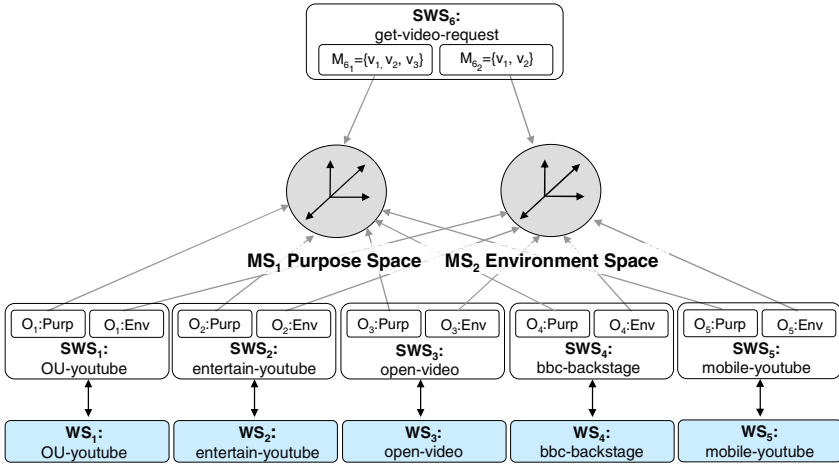 SWS₆:
get-video-request
M₆₁={v₁, v₂, v₃} M₆₂={v₁, v₂}
MS₁ Purpose Space MS₂ Environment Space
O₁:Purp O₁:Env O₂:Purp O₂:Env O₃:Purp O₃:Env O₄:Purp O₄:Env O₅:Purp O₅:Env
SWS₁: SWS₂: SWS₃: SWS₄: SWS₅:
OU-youtube entertain-youtube open-video bbc-backstage mobile-youtube
WS₁: WS₂: WS₃: WS₄: WS₅:
OU-youtube entertain-youtube open-video bbc-backstage mobile-youtube